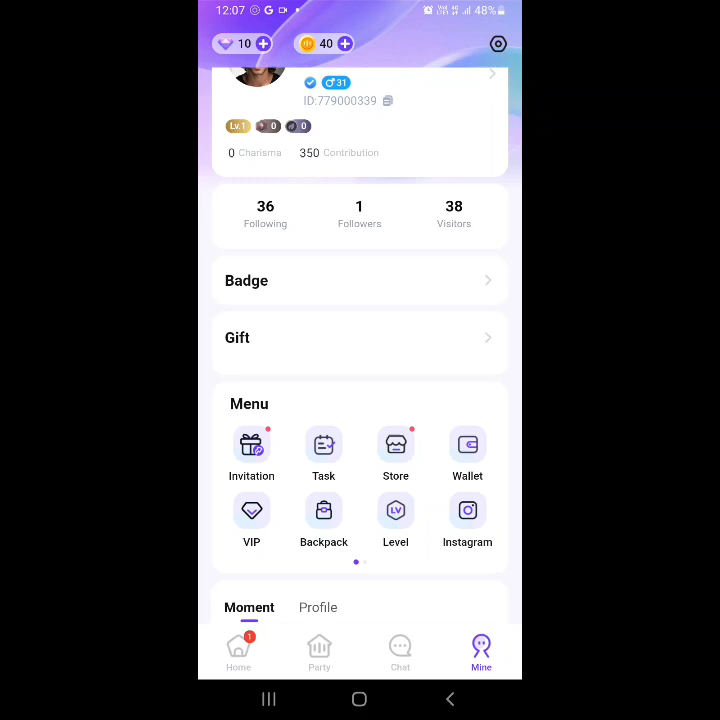 12:07
48%
10
40
31
ID:779000339
Lv.1
0
0
0 Charisma
350 Contribution
36
1
38
Following
Followers
Visitors
Badge
Gift
Menu
Invitation
Task
Store
Wallet
LV
VIP
Backpack
Level
Instagram
Moment
Profile
1
Home
Party
Chat
Mine